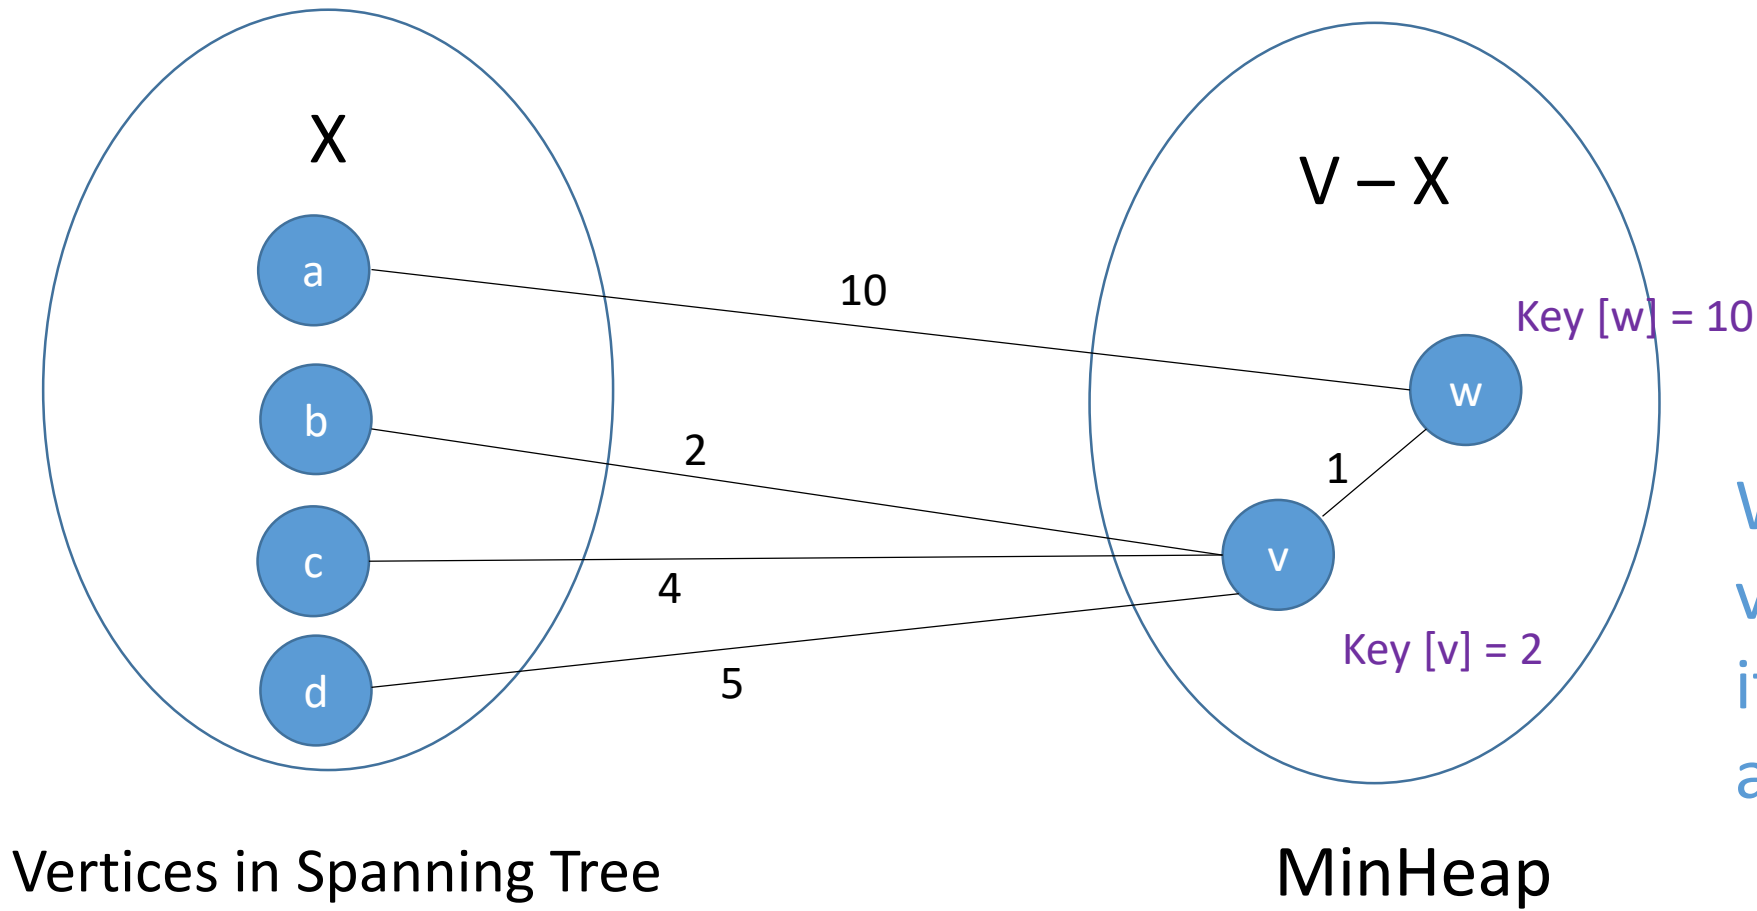 X
V – X
a
10
Key [w] = 10
w
b
2
1
c
v
4
Key [v] = 2
d
5
Vertices in Spanning Tree
MinHeap